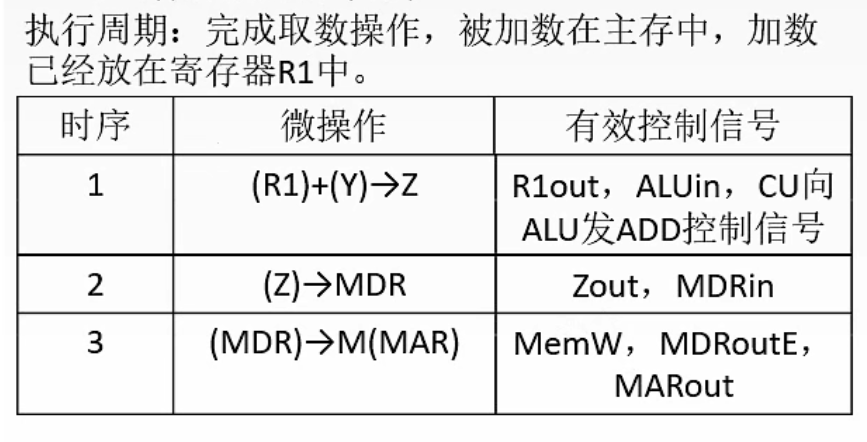 执行周期：完成取数操作，被加数在主存中，加数
已经放在寄存器R1中。
时序 微操作 有效控制信号
1 (R1)+(Y)→Z R1out，ALUin，CU向
ALU发ADD控制信号
2 (Z)→MDR Zout，MDRin
3 (MDR)→M(MAR) MemW，MDRoutE，
MARout